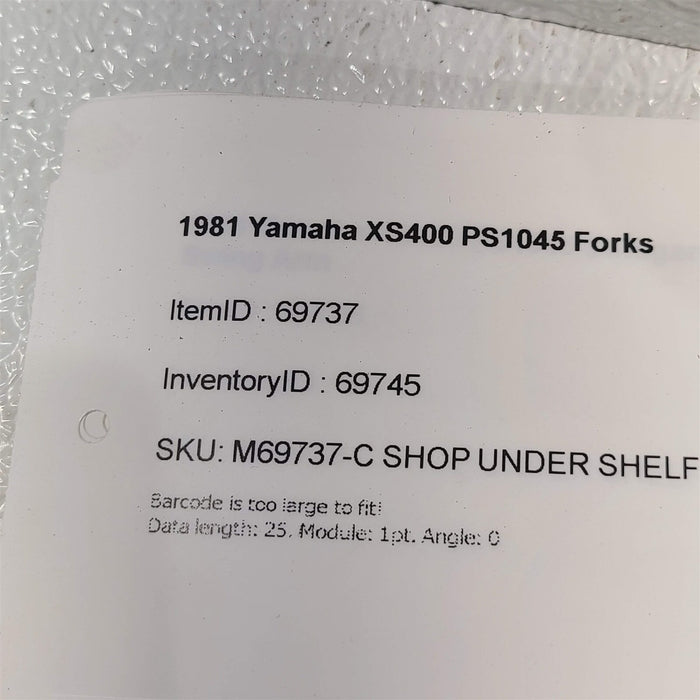 1981 Yamaha XS400 PS1045 Forks
ItemID : 69737
InventoryID : 69745
SKU: M69737-C SHOP UNDER SHELF
Barcode is too large to fit!
Data length: 25. Module: 1pt. Angle: 0